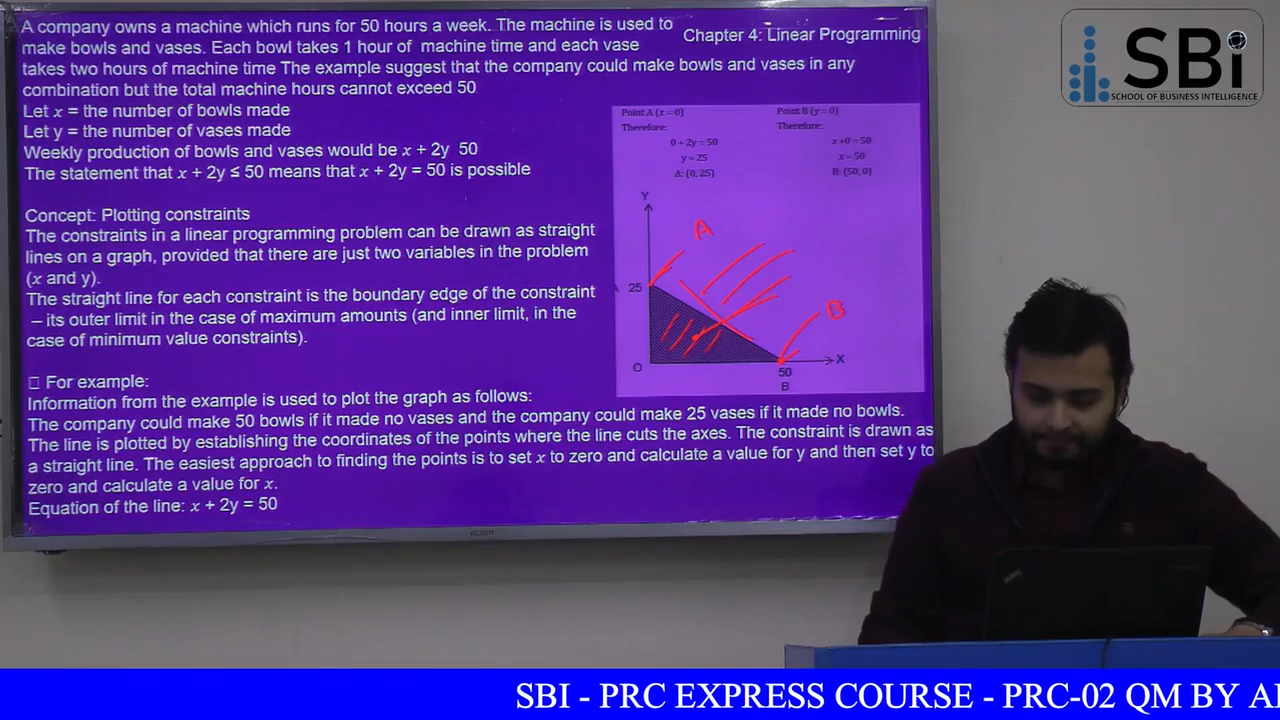 A company owns a machine which runs for 50 hours a week. The machine is used to
make bowls and vases. Each bowl takes 1 hour of machine time and each vase
takes two hours of machine time The example suggest that the company could make bowls and vases in any
combination but the total machine hours cannot exceed 50
Chapter 4: Linear Programming
SBi
SCHOOL OF BUSINESS INTELLIGENCE
Let x = the number of bowls made
Let y = the number of vases made
Weekly production of bowls and vases would be x + 2y 50
The statement that x + 2y ≤ 50 means that x + 2y = 50 is possible
Point A (x = 0)
Therefore:
0 + 2y = 50
y = 25
A: (0, 25)
Point B (y = 0)
Therefore:
x +0 = 50
x = 50
B: (50, 0)
Y
A
25
B
O
50
X
B
Concept: Plotting constraints
The constraints in a linear programming problem can be drawn as straight
lines on a graph, provided that there are just two variables in the problem
(x and y).
The straight line for each constraint is the boundary edge of the constraint
– its outer limit in the case of maximum amounts (and inner limit, in the
case of minimum value constraints).
For example:
Information from the example is used to plot the graph as follows:
The company could make 50 bowls if it made no vases and the company could make 25 vases if it made no bowls.
The line is plotted by establishing the coordinates of the points where the line cuts the axes. The constraint is drawn as
a straight line. The easiest approach to finding the points is to set x to zero and calculate a value for y and then set y to
zero and calculate a value for x.
Equation of the line: x + 2y = 50
SBI - PRC EXPRESS COURSE - PRC-02 QM BY